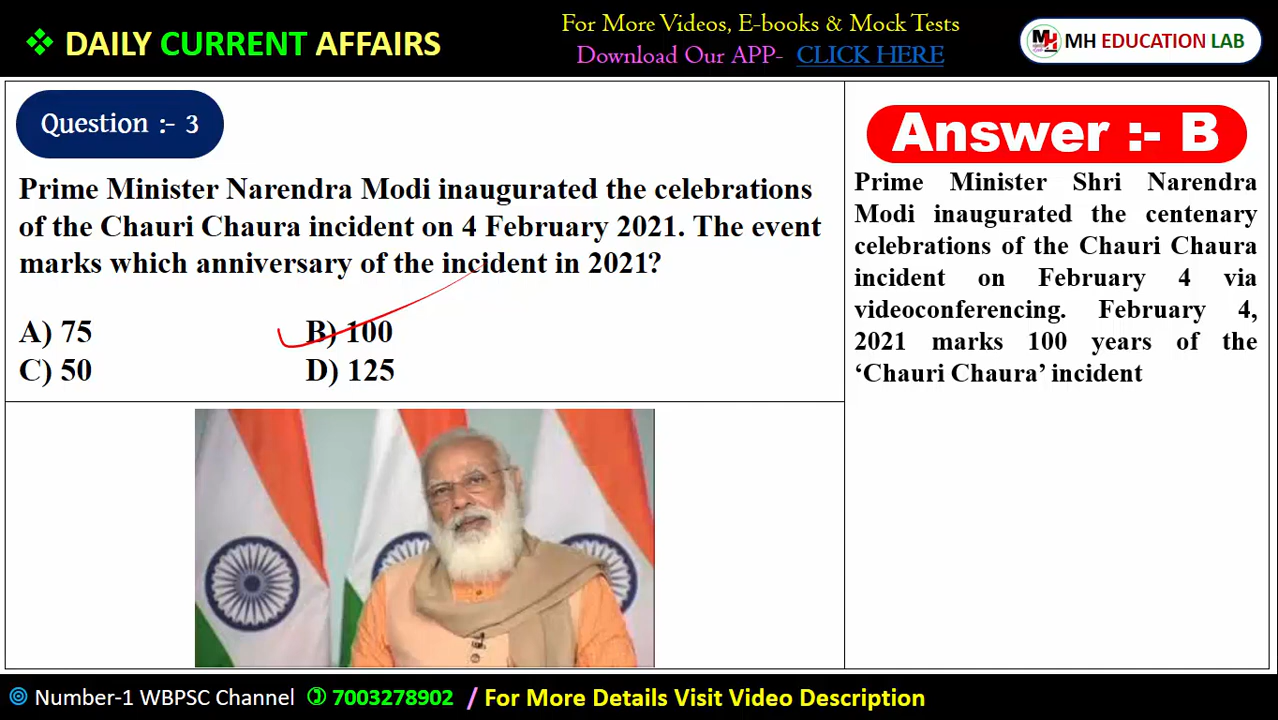 DAILY CURRENT AFFAIRS
For More Videos, E-books & Mock Tests
Download Our APP- CLICK HERE
MH EDUCATION LAB
Question :- 3
Prime Minister Narendra Modi inaugurated the celebrations
of the Chauri Chaura incident on 4 February 2021. The event
marks which anniversary of the incident in 2021?
A) 75 B) 100
C) 50 D) 125
Answer :- B
Prime Minister Shri Narendra
Modi inaugurated the centenary
celebrations of the Chauri Chaura
incident on February 4 via
videoconferencing. February 4,
2021 marks 100 years of the
‘Chauri Chaura’ incident
Number-1 WBPSC Channel 7003278902 / For More Details Visit Video Description